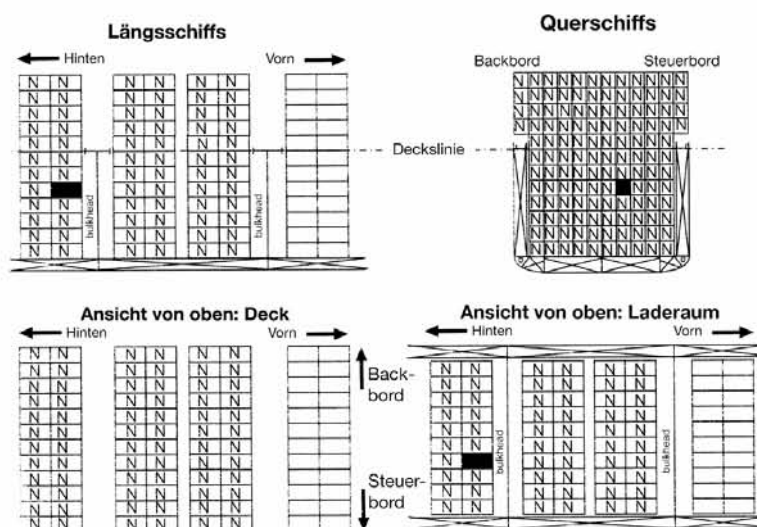 Längsschiffs
Hinten
Vorn
bulkhead
bulkhead
Querschiffs
Backbord
Steuerbord
Deckslinie
Ansicht von oben: Deck
Hinten
Vorn
Back-
bord
Steuer-
bord
Ansicht von oben: Laderaum
Hinten
Vorn
bulkhead
bulkhead